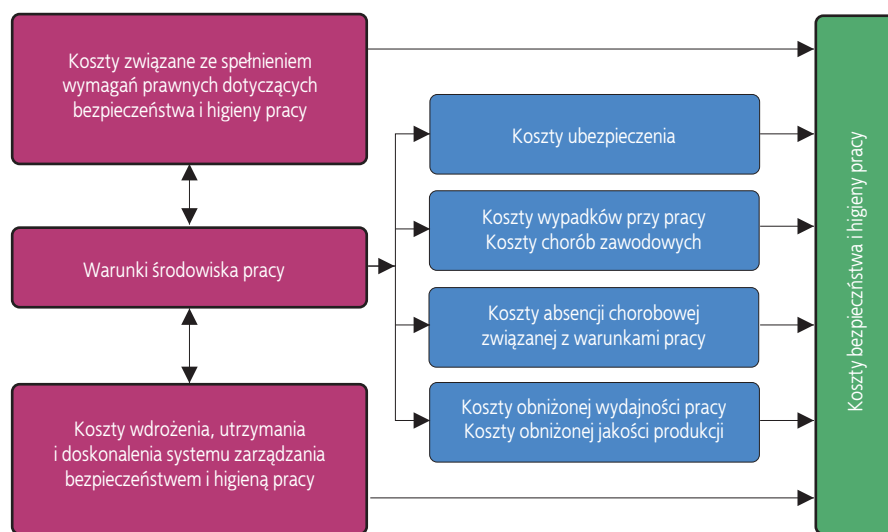 Koszty związane ze spełnieniem
wymagań prawnych dotyczących
bezpieczeństwa i higieny pracy
Warunki środowiska pracy
Koszty wdrożenia, utrzymania
i doskonalenia systemu zarządzania
bezpieczeństwem i higieną pracy
Koszty ubezpieczenia
Koszty wypadków przy pracy
Koszty chorób zawodowych
Koszty absencji chorobowej
związanej z warunkami pracy
Koszty obniżonej wydajności pracy
Koszty obniżonej jakości produkcji
Koszty bezpieczństwa i higieny pracy